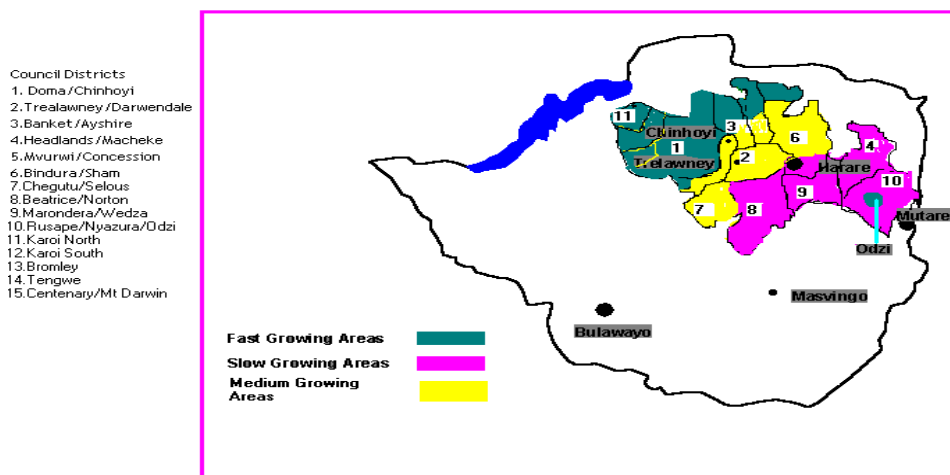 Council Districts
1. Doma/Chinhoyi
2.Trealawney/Darwendale
3.Banket/Ayshire
4.Headlands/Macheke
5.Mvurwi/Concession
6.Bindura/Sham
7.Chegutu/Selous
8.Beatrice/Norton
9.Marondera/Wedza
10.Rusape/Nyazura/Odzi
11.Karoi North
12.Karoi South
13.Bromley
14.Tengwe
15.Centenary/Mt Darwin
11
Chinhoyi
3
6
4
1
Trelawney
2
Harare
10
9
7
8
Mutare
Odzi
Masvingo
Bulawayo
Fast Growing Areas
Slow Growing Areas
Medium Growing
Areas